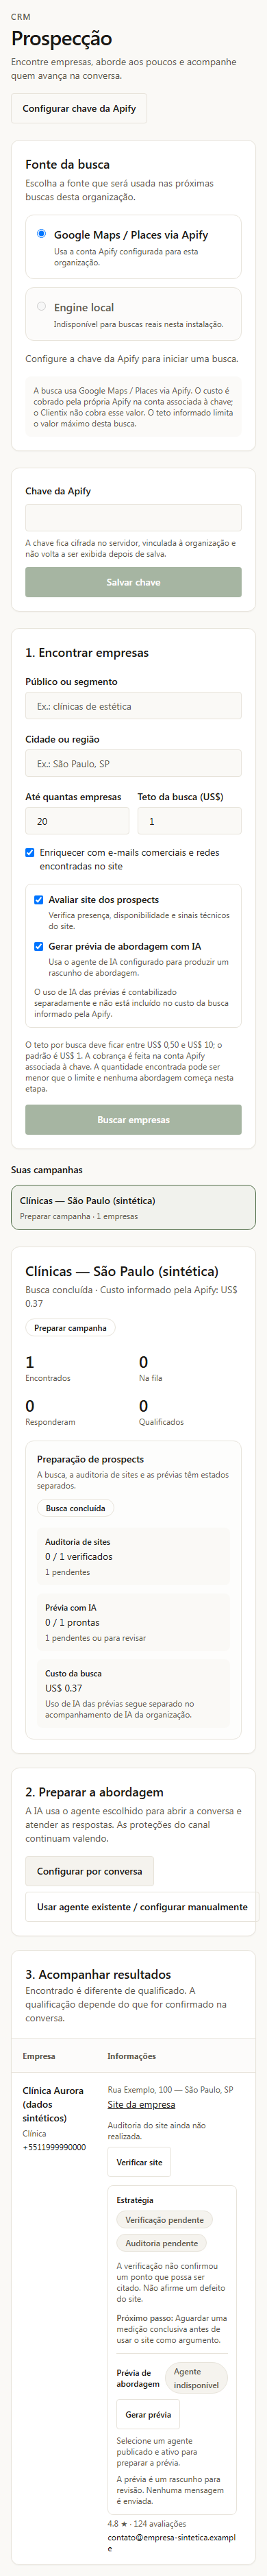 CRM
Prospecção
Encontre empresas, aborde aos poucos e acompanhe
quem avança na conversa.
Configurar chave da Apify
Fonte da busca
Escolha a fonte que será usada nas próximas
buscas desta organização.
Google Maps / Places via Apify
Usa a conta Apify configurada para esta
organização.
Engine local
Indisponível para buscas reais nesta instalação.
Configure a chave da Apify para iniciar uma busca.
A busca usa Google Maps / Places via Apify. O custo é
cobrado pela própria Apify na conta associada à chave;
o Clientix não cobra esse valor. O teto informado limita
o valor máximo desta busca.
Chave da Apify
A chave fica cifrada no servidor, vinculada à organização e
não volta a ser exibida depois de salva.
Salvar chave
1. Encontrar empresas
Público ou segmento
Ex.: clínicas de estética
Cidade ou região
Ex.: São Paulo, SP
Até quantas empresas
Teto da busca (US$)
20
1
Enriquecer com e-mails comerciais e redes
encontradas no site
Avaliar site dos prospects
Verifica presença, disponibilidade e sinais técnicos
do site.
Gerar prévia de abordagem com IA
Usa o agente de IA configurado para produzir um
rascunho de abordagem.
O uso de IA das prévias é contabilizado
separadamente e não está incluído no custo da busca
informado pela Apify.
O teto por busca deve ficar entre US$ 0,50 e US$ 10; o
padrão é US$ 1. A cobrança é feita na conta Apify
associada à chave. A quantidade encontrada pode ser
menor que o limite e nenhuma abordagem começa nesta
etapa.
Buscar empresas
Suas campanhas
Clínicas — São Paulo (sintética)
Preparar campanha · 1 empresas
Clínicas — São Paulo (sintética)
Busca concluída · Custo informado pela Apify: US$
0.37
Preparar campanha
1
Encontrados
0
Na fila
0
Responderam
0
Qualificados
Preparação de prospects
A busca, a auditoria de sites e as prévias têm estados
separados.
Busca concluída
Auditoria de sites
0 / 1 verificados
1 pendentes
Prévia com IA
0 / 1 prontas
1 pendentes ou para revisar
Custo da busca
US$ 0.37
Uso de IA das prévias segue separado no
acompanhamento de IA da organização.
2. Preparar a abordagem
A IA usa o agente escolhido para abrir a conversa e
atender as respostas. As proteções do canal
continuam valendo.
Configurar por conversa
Usar agente existente / configurar manualmente
3. Acompanhar resultados
Encontrado é diferente de qualificado. A
qualificação depende do que for confirmado na
conversa.
Empresa
Informações
Clínica Aurora
(dados
sintéticos)
Clínica
+5511999990000
Rua Exemplo, 100 — São Paulo, SP
Site da empresa
Auditoria do site ainda não
realizada.
Verificar site
Estratégia
Verificação pendente
Auditoria pendente
A verificação não confirmou
um ponto que possa ser
citado. Não afirme um defeito
do site.
Próximo passo: Aguardar uma
medição conclusiva antes de
usar o site como argumento.
Prévia de
abordagem
Agente
indisponível
Gerar prévia
Selecione um agente
publicado e ativo para
preparar a prévia.
A prévia é um rascunho para
revisão. Nenhuma mensagem
é enviada.
4.8 ★ · 124 avaliações
contato@empresa-sintetica.exampl
e